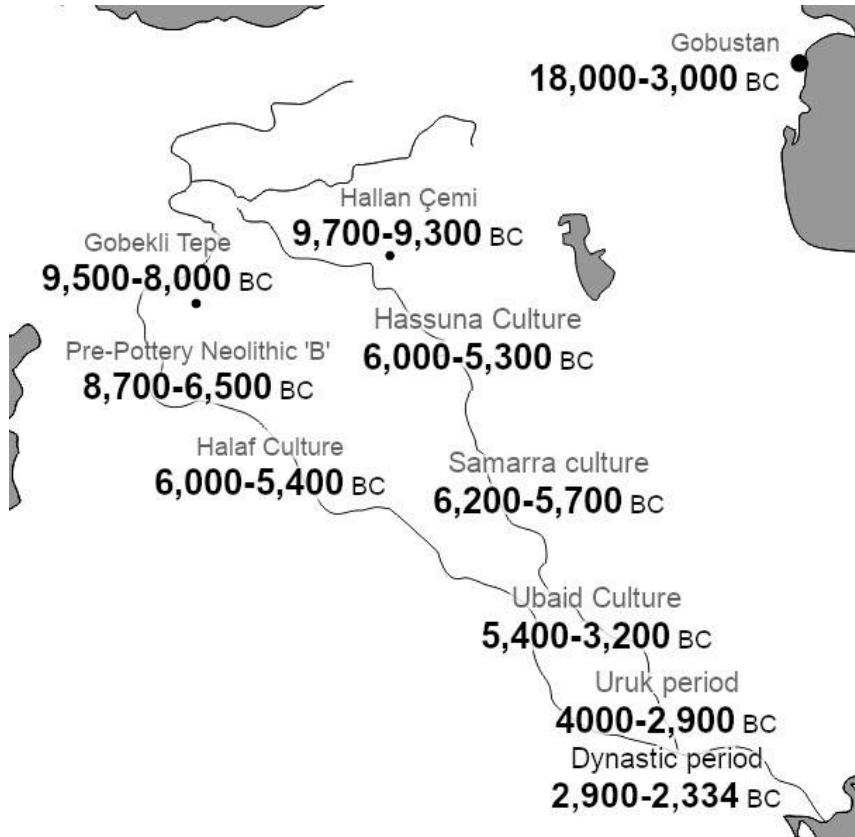 Gobustan
18,000-3,000 BC
Hallan Çemi
9,700-9,300 BC
Gobekli Tepe
9,500-8,000 BC
Hassuna Culture
6,000-5,300 BC
Pre-Pottery Neolithic 'B'
8,700-6,500 BC
Halaf Culture
6,000-5,400 BC
Samarra culture
6,200-5,700 BC
Ubaid Culture
5,400-3,200 BC
Uruk period
4000-2,900 BC
Dynastic period
2,900-2,334 BC